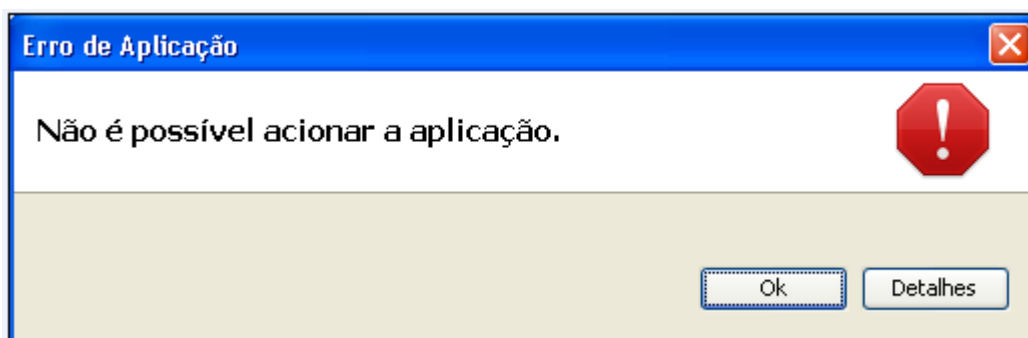 Erro de Aplicação
Não é possível acionar a aplicação.
Ok
Detalhes